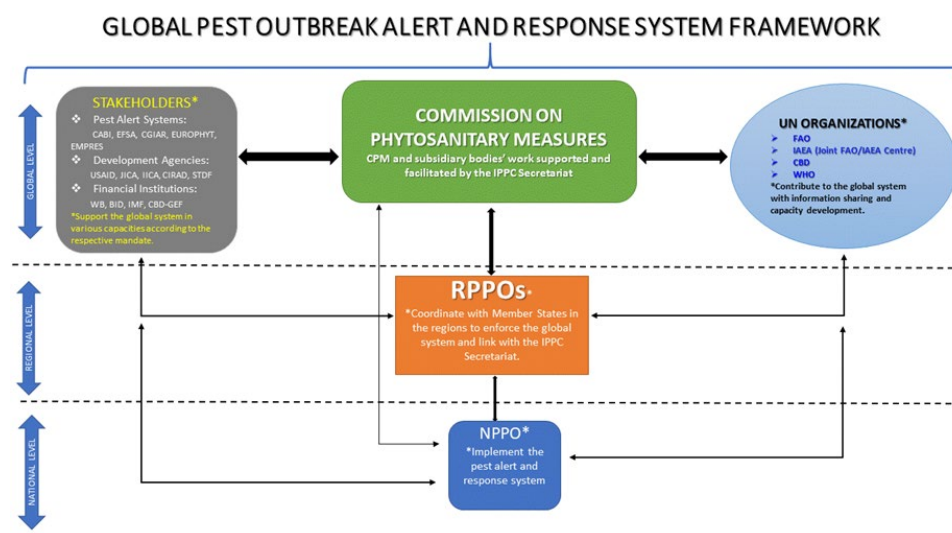 GLOBAL PEST OUTBREAK ALERT AND RESPONSE SYSTEM FRAMEWORK
GLOBAL LEVEL
STAKEHOLDERS*
❖ Pest Alert Systems:
CABI, EFSA, CGIAR, EUROPHYT,
EMPRES
❖ Development Agencies:
USAID, JICA, IICA, CIRAD, STDF
❖ Financial Institutions:
WB, BID, IMF, CBD-GEF
*Support the global system in
various capacities according to the
respective mandate.
COMMISSION ON
PHYTOSANITARY MEASURES
CPM and subsidiary bodies' work supported and
facilitated by the IPPC Secretariat
UN ORGANIZATIONS*
➢ FAO
➢ IAEA (Joint FAO/IAEA Centre)
➢ CBD
➢ WHO
*Contribute to the global system
with information sharing and
capacity development.
REGIONAL LEVEL
RPPOs*
*Coordinate with Member States in
the regions to enforce the global
system and link with the IPPC
Secretariat.
NATIONAL LEVEL
NPPO*
*Implement the
pest alert and
response system